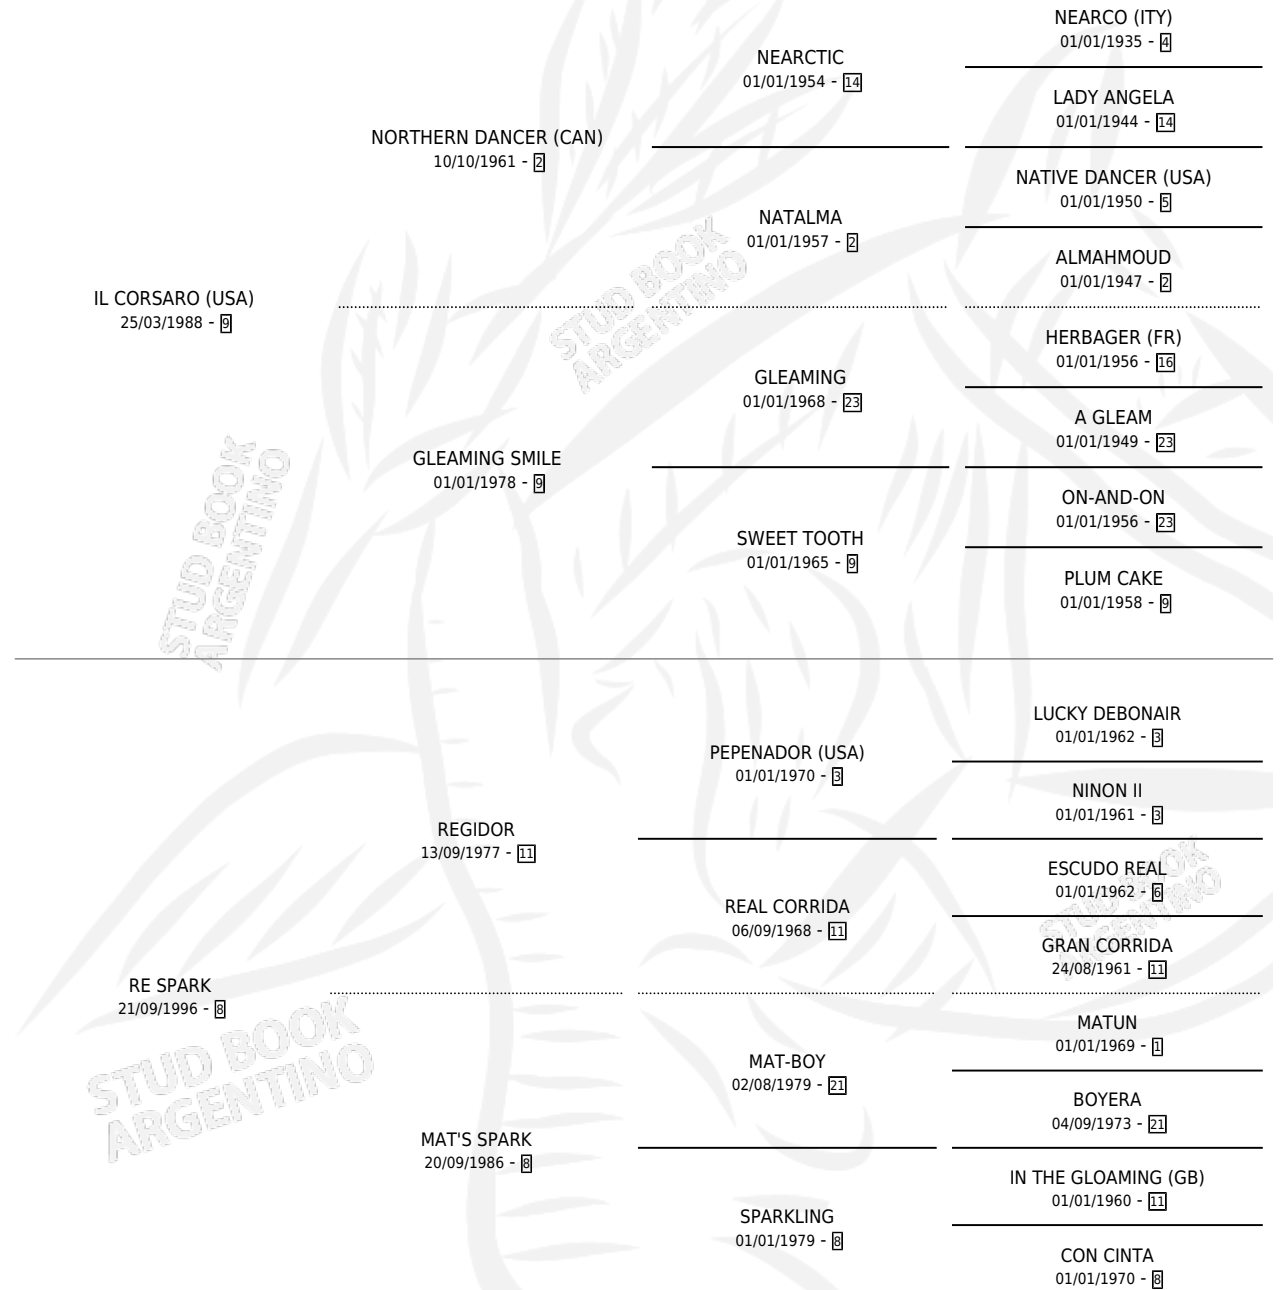 NEARCO (ITY)
01/01/1935 - 4
NEARCTIC
01/01/1954 - 14
LADY ANGELA
01/01/1944 - 14
NORTHERN DANCER (CAN)
10/10/1961 - 2
NATIVE DANCER (USA)
01/01/1950 - 5
NATALMA
01/01/1957 - 2
ALMAHMOUD
01/01/1947 - 2
IL CORSARO (USA)
25/03/1988 - 9
STUD BOOK
ARGENTINO
HERBAGER (FR)
01/01/1956 - 16
GLEAMING
01/01/1968 - 23
A GLEAM
01/01/1949 - 23
GLEAMING SMILE
01/01/1978 - 9
ON-AND-ON
01/01/1956 - 23
SWEET TOOTH
01/01/1965 - 9
PLUM CAKE
01/01/1958 - 9
STUD BOOK
ARGENTINO
LUCKY DEBONAIR
01/01/1962 - 3
PEPENADOR (USA)
01/01/1970 - 3
NINON II
01/01/1961 - 3
REGIDOR
13/09/1977 - 11
ESCUDO REAL
01/01/1962 - 6
REAL CORRIDA
06/09/1968 - 11
STUD BOOK
ARGENTINO
GRAN CORRIDA
24/08/1961 - 11
RE SPARK
21/09/1996 - 8
MATUN
01/01/1969 - 1
MAT-BOY
02/08/1979 - 21
BOYERA
04/09/1973 - 21
STUD BOOK
ARGENTINO
MAT'S SPARK
20/09/1986 - 8
IN THE GLOAMING (GB)
01/01/1960 - 11
SPARKLING
01/01/1979 - 8
CON CINTA
01/01/1970 - 8